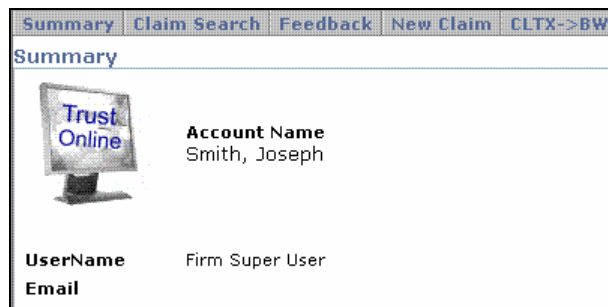 Summary Claim Search Feedback New Claim CLTX->BW
Summary
Trust
Online
Account Name
Smith, Joseph
UserName Firm Super User
Email